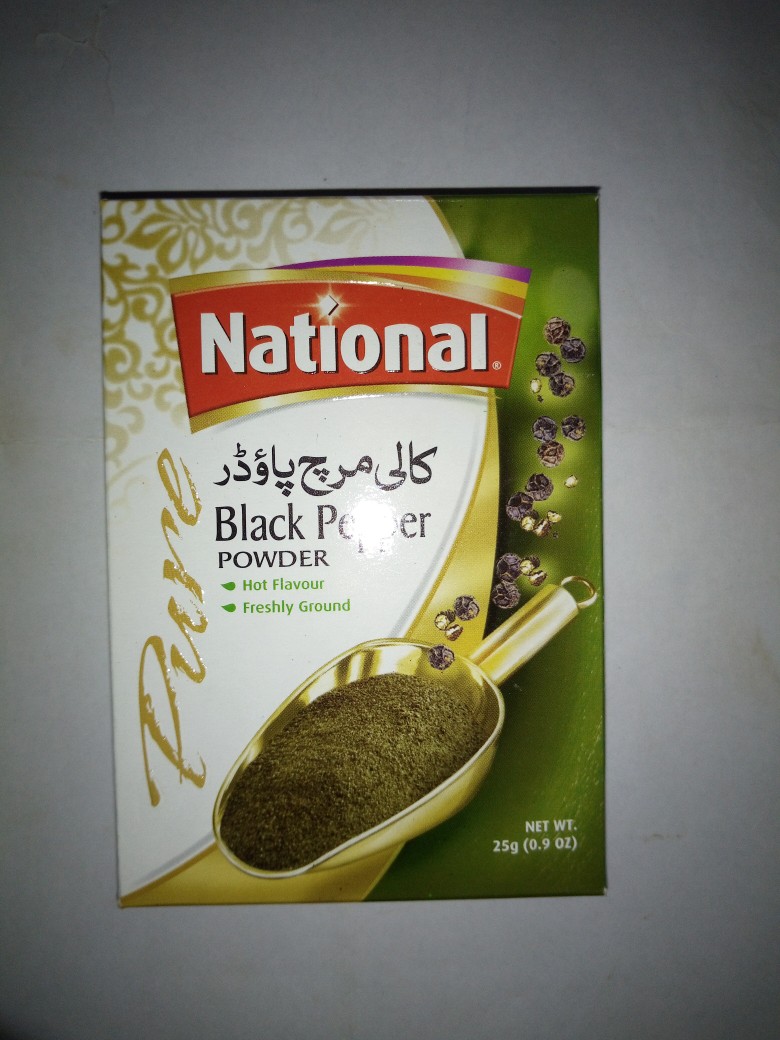 National®
کالی مرچ پاؤڈر
Black Pepper
POWDER
Hot Flavour
Freshly Ground
Pure
NET WT.
25g (0.9 OZ)